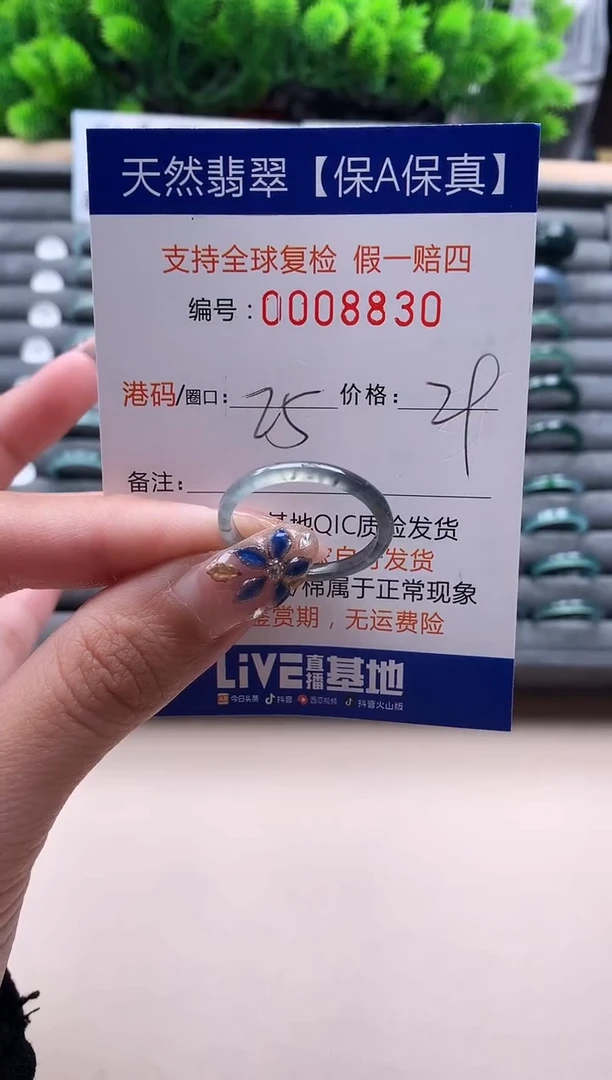 天然翡翠【保A保真】
支持全球复检 假一赔四
编号：0008830
港码/圈口：25 价格：
备注：
基地QIC质检发货
发货
棉属于正常现象
鉴赏期，无运费险
LiVE直播基地
今日头条 抖音 西瓜视频 抖音火山版